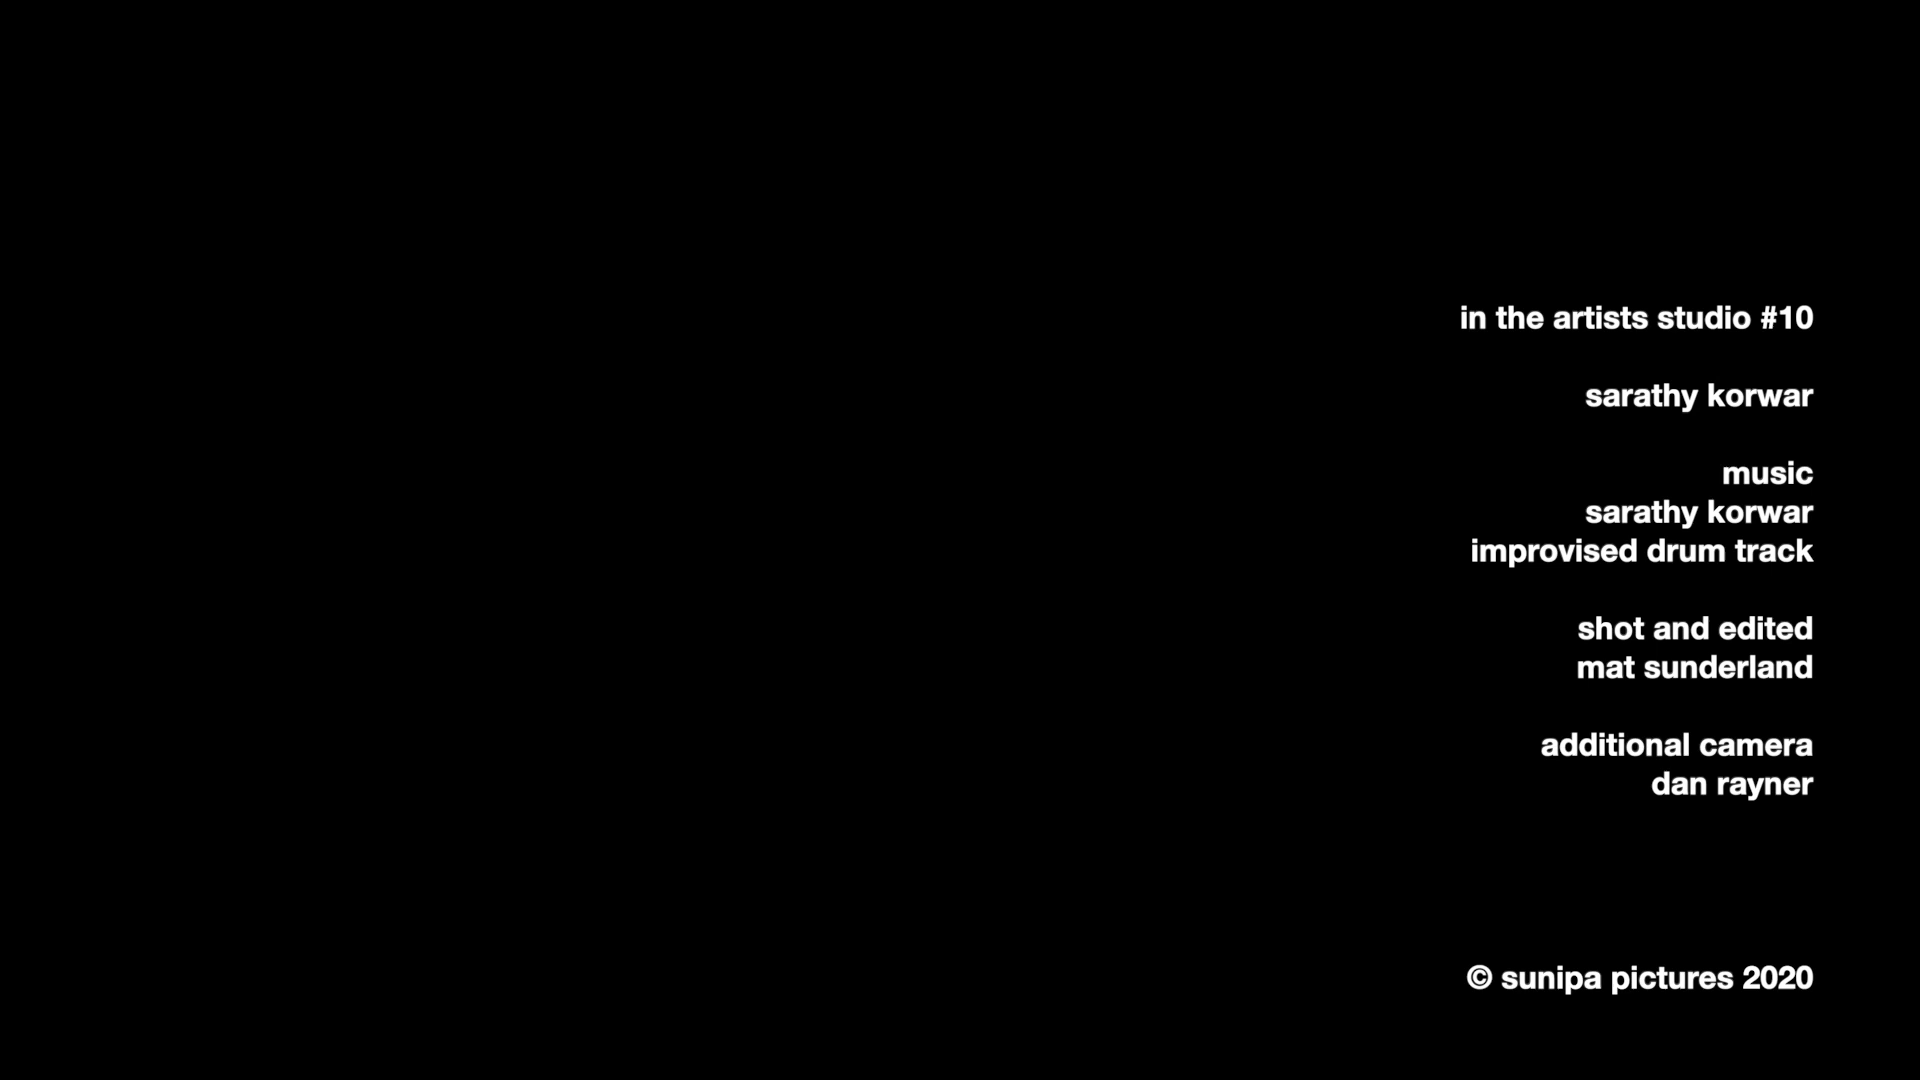 in the artists studio #10
sarathy korwar
music
sarathy korwar
improvised drum track
shot and edited
mat sunderland
additional camera
dan rayner
© sunipa pictures 2020